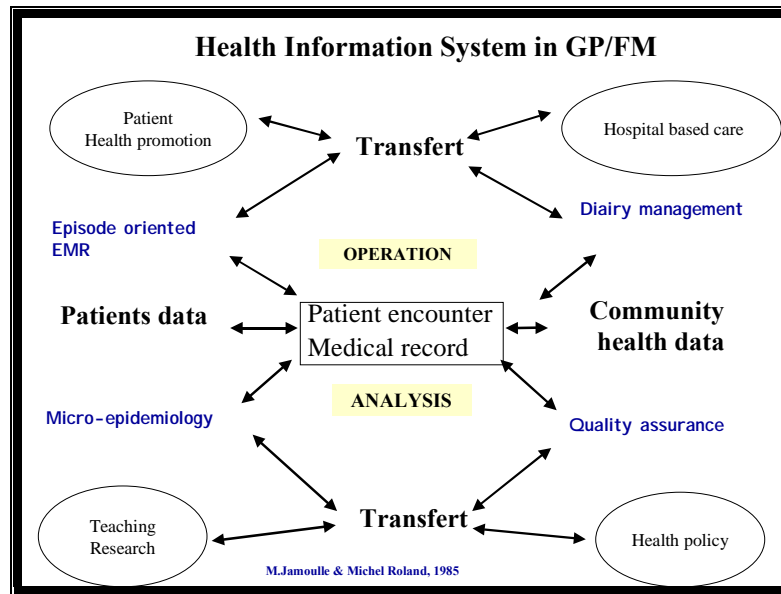 Health Information System in GP/FM
Patient
Health promotion
Transfert
Hospital based care
Episode oriented
EMR
Diairy management
OPERATION
Patients data
Patient encounter
Medical record
Community
health data
ANALYSIS
Micro-epidemiology
Quality assurance
Teaching
Research
Transfert
Health policy
M.Jamoulle & Michel Roland, 1985